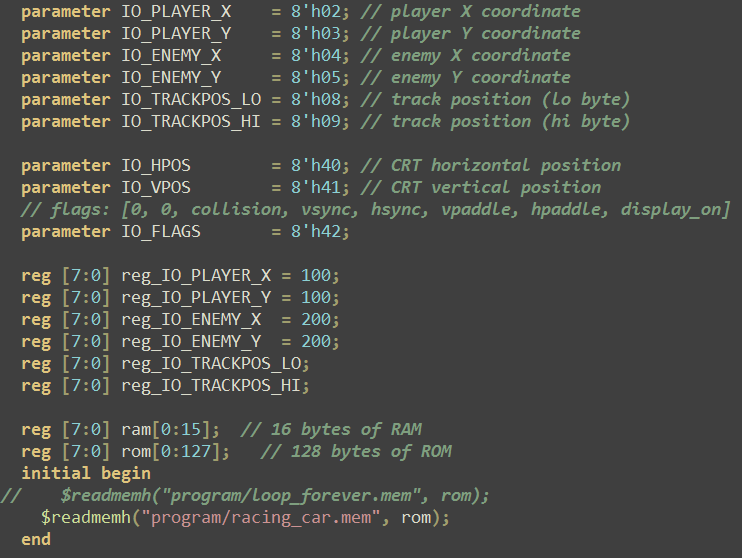 parameter IO_PLAYER_X    = 8'h02; // player X coordinate
parameter IO_PLAYER_Y    = 8'h03; // player Y coordinate
parameter IO_ENEMY_X     = 8'h04; // enemy X coordinate
parameter IO_ENEMY_Y     = 8'h05; // enemy Y coordinate
parameter IO_TRACKPOS_LO = 8'h08; // track position (lo byte)
parameter IO_TRACKPOS_HI = 8'h09; // track position (hi byte)
parameter IO_HPOS        = 8'h40; // CRT horizontal position
parameter IO_VPOS        = 8'h41; // CRT vertical position
// flags: [0, 0, collision, vsync, hsync, vpaddle, hpaddle, display_on]
parameter IO_FLAGS       = 8'h42;
reg [7:0] reg_IO_PLAYER_X = 100;
reg [7:0] reg_IO_PLAYER_Y = 100;
reg [7:0] reg_IO_ENEMY_X  = 200;
reg [7:0] reg_IO_ENEMY_Y  = 200;
reg [7:0] reg_IO_TRACKPOS_LO;
reg [7:0] reg_IO_TRACKPOS_HI;
reg [7:0] ram[0:15];  // 16 bytes of RAM
reg [7:0] rom[0:127];   // 128 bytes of ROM
initial begin
//    $readmemh("program/loop_forever.mem", rom);
$readmemh("program/racing_car.mem", rom);
end